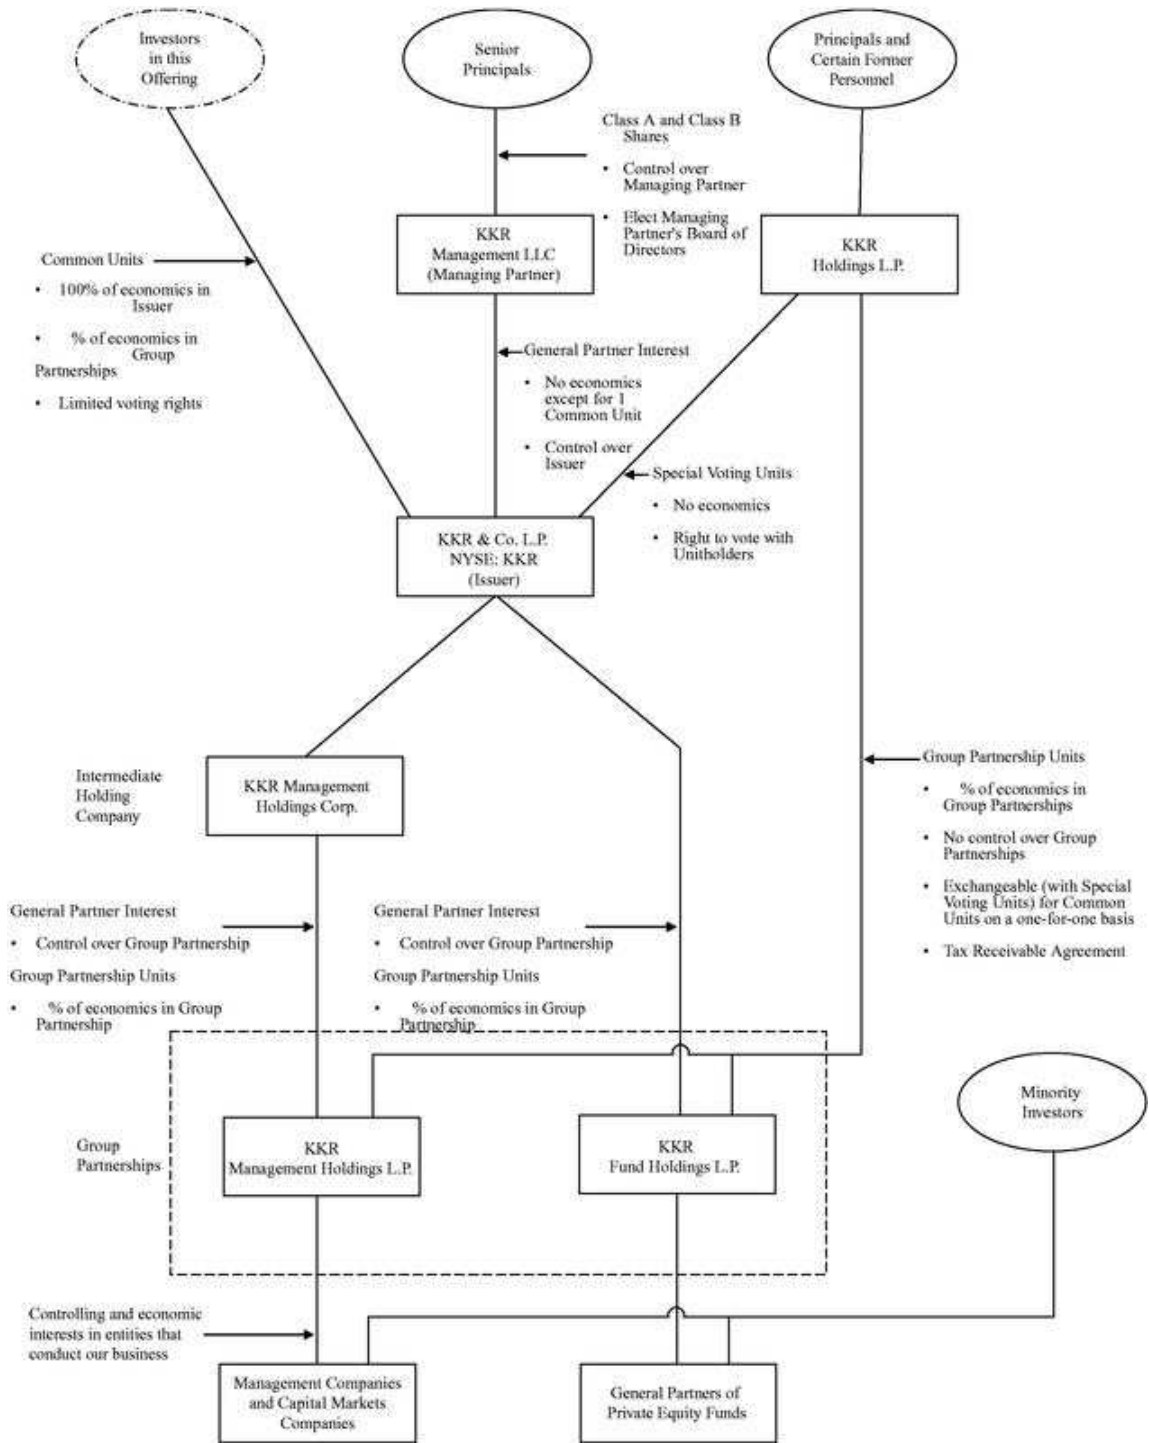 Investors
in this
Offering
Senior
Principals
Principals and
Certain Former
Personnel
Class A and Class B
Shares
• Control over
Managing Partner
• Elect Managing
Partner's Board of
Directors
KKR
Management LLC
(Managing Partner)
KKR
Holdings L.P.
Common Units
• 100% of economics in
Issuer
• % of economics in
Group
Partnerships
• Limited voting rights
General Partner Interest
• No economics
except for 1
Common Unit
• Control over
Issuer
Special Voting Units
• No economics
• Right to vote with
Unitholders
KKR & Co. L.P.
NYSE: KKR
(Issuer)
Intermediate
Holding
Company
KKR Management
Holdings Corp.
Group Partnership Units
• % of economics in
Group Partnerships
• No control over Group
Partnerships
• Exchangeable (with Special
Voting Units) for Common
Units on a one-for-one basis
• Tax Receivable Agreement
General Partner Interest
• Control over Group Partnership
Group Partnership Units
• % of economics in Group
Partnership
General Partner Interest
• Control over Group Partnership
Group Partnership Units
• % of economics in Group
Partnership
Minority
Investors
Group
Partnerships
KKR
Management Holdings L.P.
KKR
Fund Holdings L.P.
Controlling and economic
interests in entities that
conduct our business
Management Companies
and Capital Markets
Companies
General Partners of
Private Equity Funds